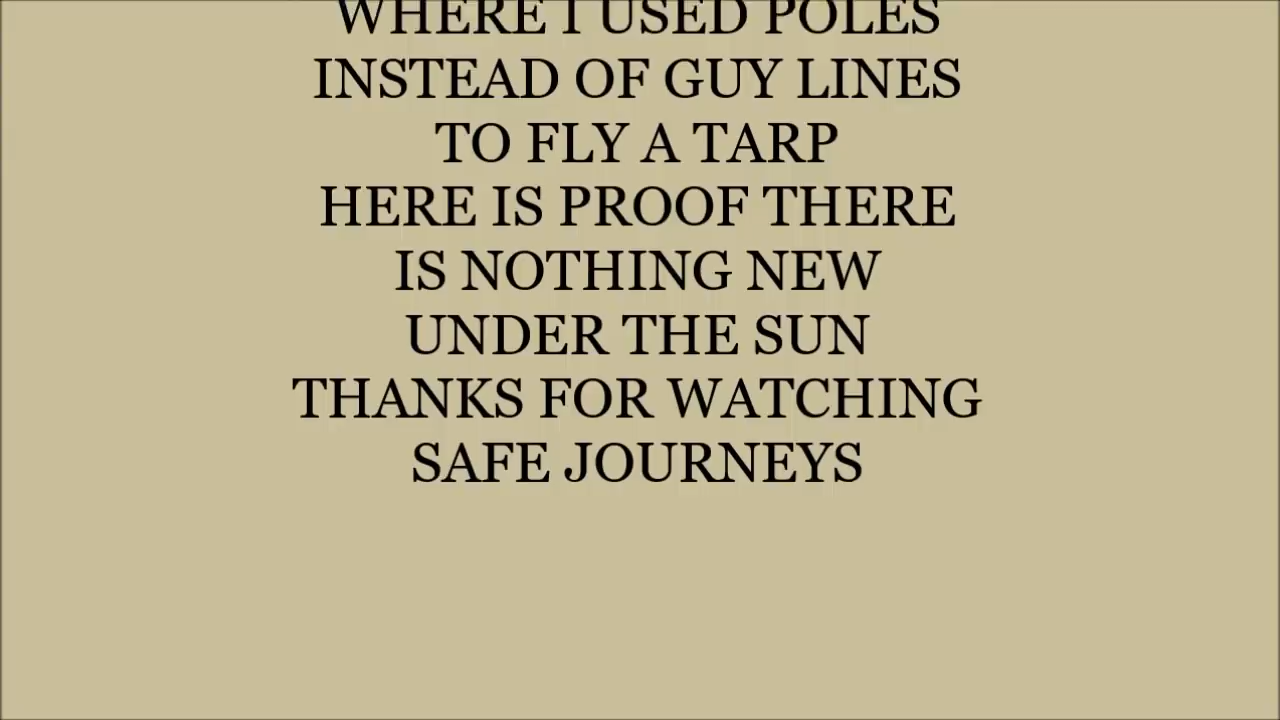 WHERE I USED POLES
INSTEAD OF GUY LINES
TO FLY A TARP
HERE IS PROOF THERE
IS NOTHING NEW
UNDER THE SUN
THANKS FOR WATCHING
SAFE JOURNEYS